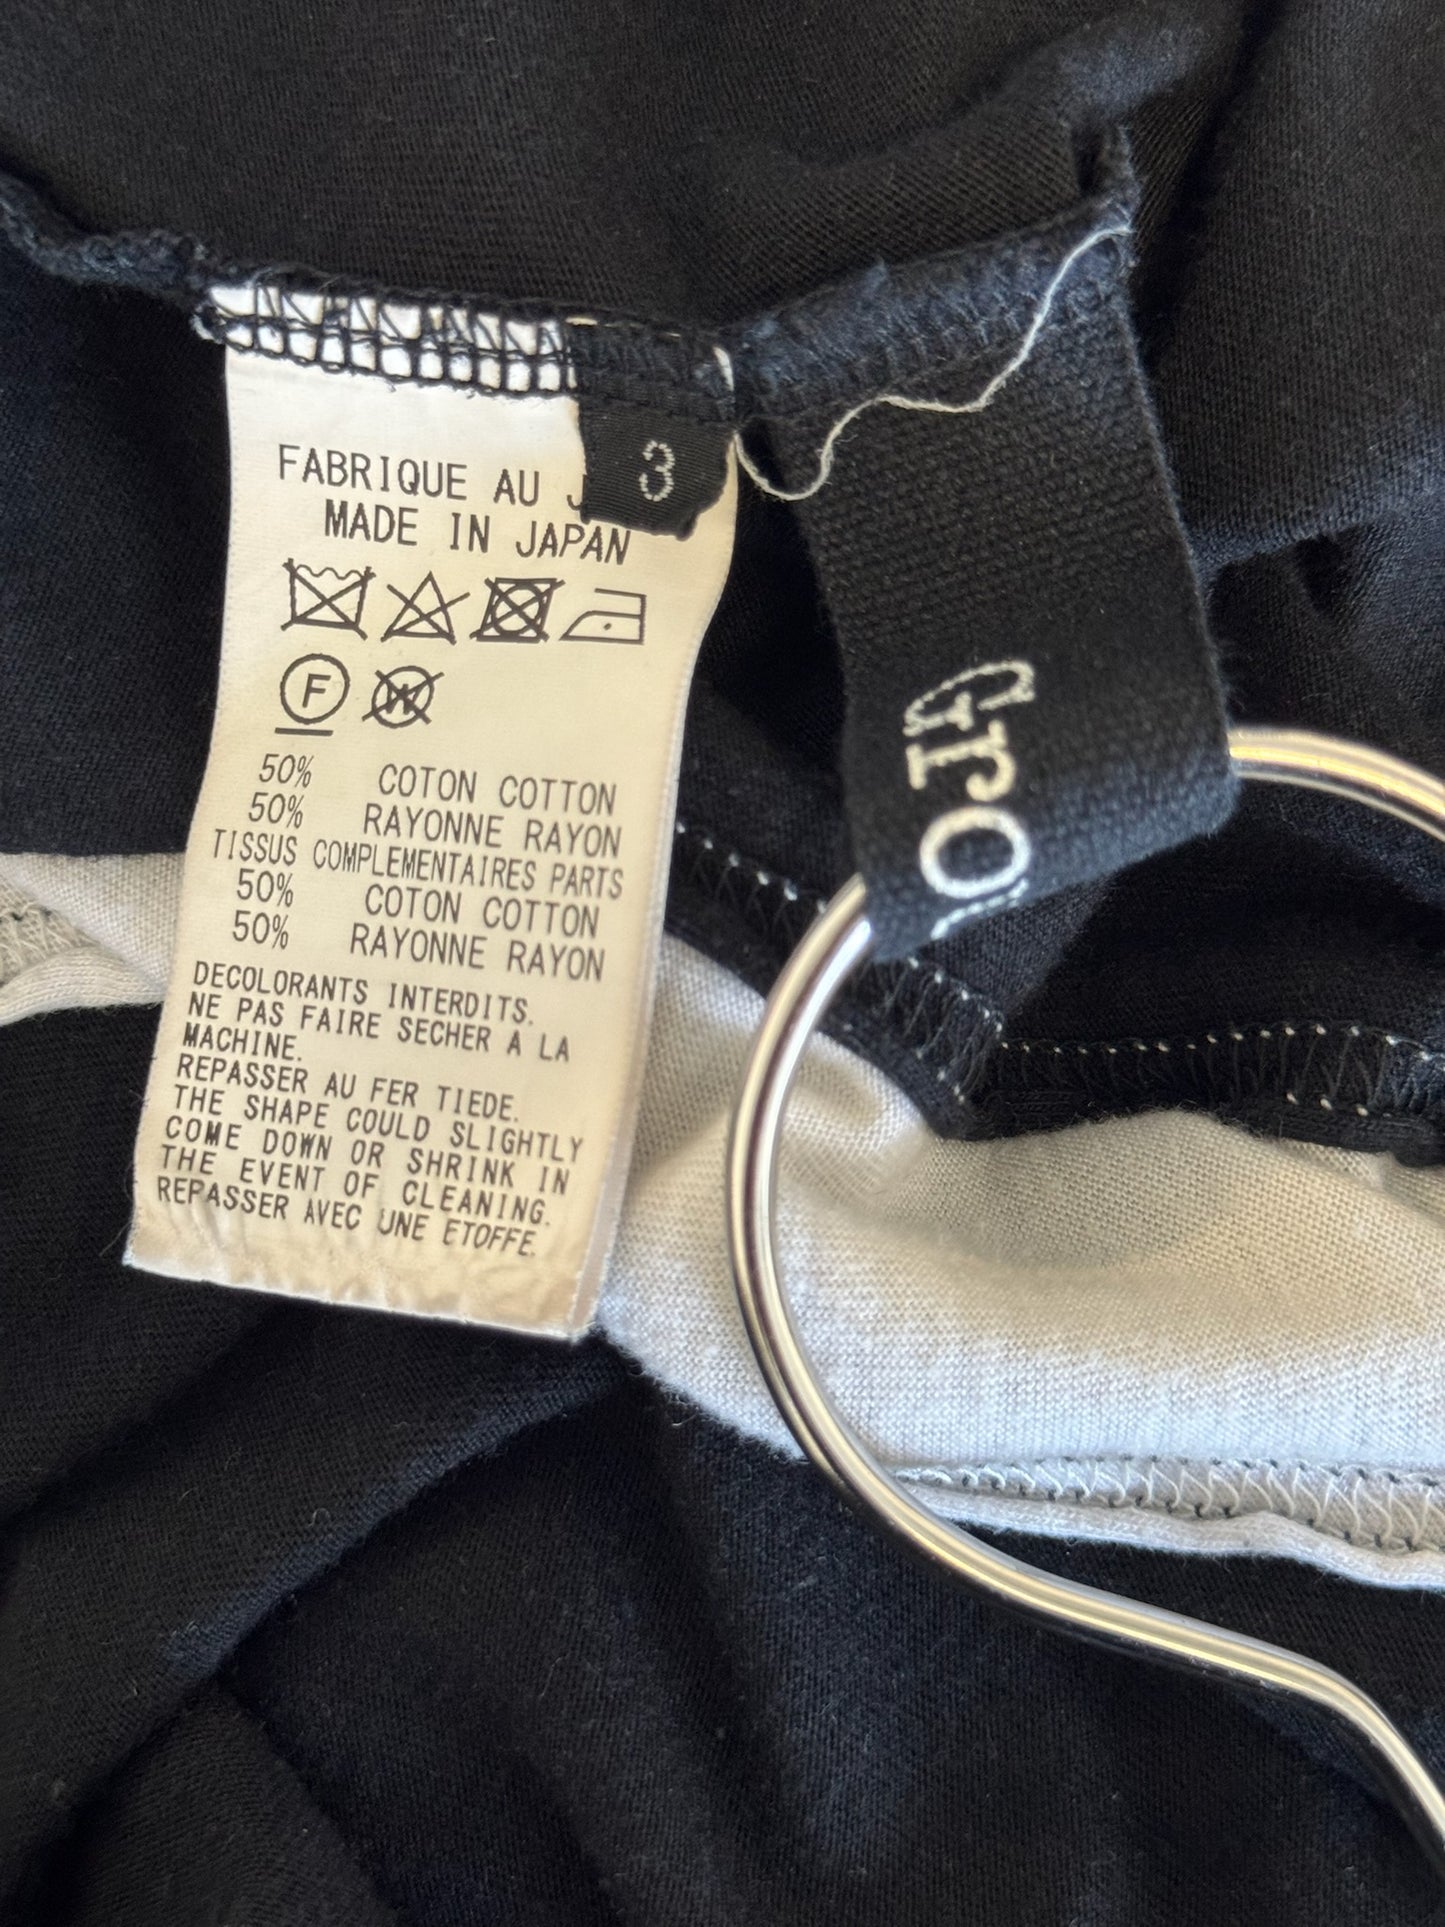 3
FABRIQUE AU
MADE IN JAPAN
F
W
50% COTON COTTON
50% RAYONNE RAYON
TISSUS COMPLEMENTAIRES PARTS
50% COTON COTTON
50% RAYONNE RAYON
DECOLORANTS INTERDITS.
NE PAS FAIRE SECHER A LA
MACHINE.
REPASSER AU FER TIEDE.
THE SHAPE COULD SLIGHTLY
COME DOWN OR SHRINK IN
THE EVENT OF CLEANING.
REPASSER AVEC UNE ETOFFE.